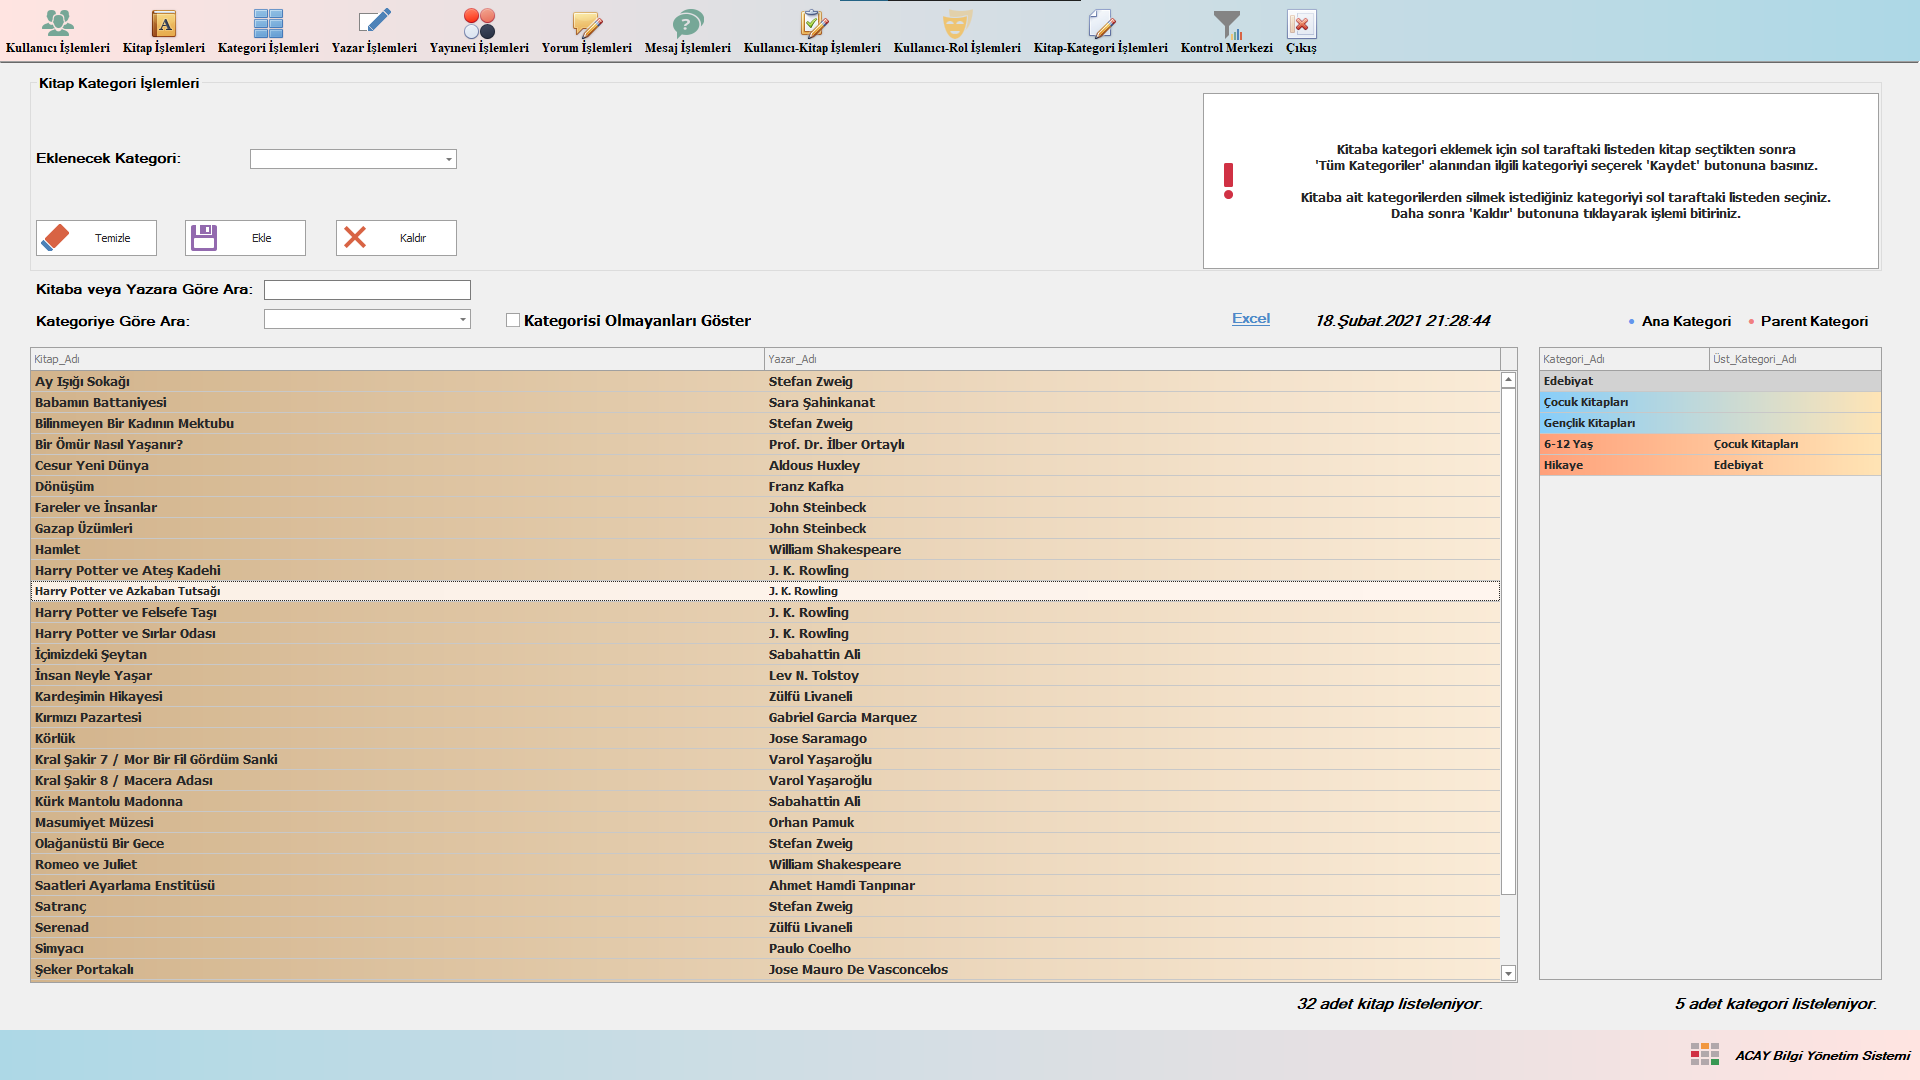 Kullanıcı İşlemleri Kitap İşlemleri Kategori İşlemleri Yazar İşlemleri Yayınevi İşlemleri Yorum İşlemleri Mesaj İşlemleri Kullanıcı-Kitap İşlemleri Kullanıcı-Rol İşlemleri Kitap-Kategori İşlemleri Kontrol Merkezi Çıkış
Kitap Kategori İşlemleri
Eklenecek Kategori:
Temizle Ekle Kaldır
Kitaba kategori eklemek için sol taraftaki listeden kitap seçtikten sonra
'Tüm Kategoriler' alanından ilgili kategoriyi seçerek 'Kaydet' butonuna basınız.
Kitaba ait kategorilerden silmek istediğiniz kategoriyi sol taraftaki listeden seçiniz.
Daha sonra 'Kaldır' butonuna tıklayarak işlemi bitiriniz.
Kitaba veya Yazara Göre Ara:
Kategoriye Göre Ara: Kategorisi Olmayanları Göster Excel 18.Şubat.2021 21:28:44 Ana Kategori Parent Kategori
Kitap_Adı Yazar_Adı
Ay Işığı Sokağı Stefan Zweig
Babamın Battaniyesi Sara Şahinkanat
Bilinmeyen Bir Kadının Mektubu Stefan Zweig
Bir Ömür Nasıl Yaşanır? Prof. Dr. İlber Ortaylı
Cesur Yeni Dünya Aldous Huxley
Dönüşüm Franz Kafka
Fareler ve İnsanlar John Steinbeck
Gazap Üzümleri John Steinbeck
Hamlet William Shakespeare
Harry Potter ve Ateş Kadehi J. K. Rowling
Harry Potter ve Azkaban Tutsağı J. K. Rowling
Harry Potter ve Felsefe Taşı J. K. Rowling
Harry Potter ve Sırlar Odası J. K. Rowling
İçimizdeki Şeytan Sabahattin Ali
İnsan Neyle Yaşar Lev N. Tolstoy
Kardeşimin Hikayesi Zülfü Livaneli
Kırmızı Pazartesi Gabriel Garcia Marquez
Körlük Jose Saramago
Kral Şakir 7 / Mor Bir Fil Gördüm Sanki Varol Yaşaroğlu
Kral Şakir 8 / Macera Adası Varol Yaşaroğlu
Kürk Mantolu Madonna Sabahattin Ali
Masumiyet Müzesi Orhan Pamuk
Olağanüstü Bir Gece Stefan Zweig
Romeo ve Juliet William Shakespeare
Saatleri Ayarlama Enstitüsü Ahmet Hamdi Tanpınar
Satranç Stefan Zweig
Serenad Zülfü Livaneli
Simyacı Paulo Coelho
Şeker Portakalı Jose Mauro De Vasconcelos
Kategori_Adı Üst_Kategori_Adı
Edebiyat
Çocuk Kitapları
Gençlik Kitapları
6-12 Yaş Çocuk Kitapları
Hikaye Edebiyat
32 adet kitap listeleniyor. 5 adet kategori listeleniyor.
ACAY Bilgi Yönetim Sistemi